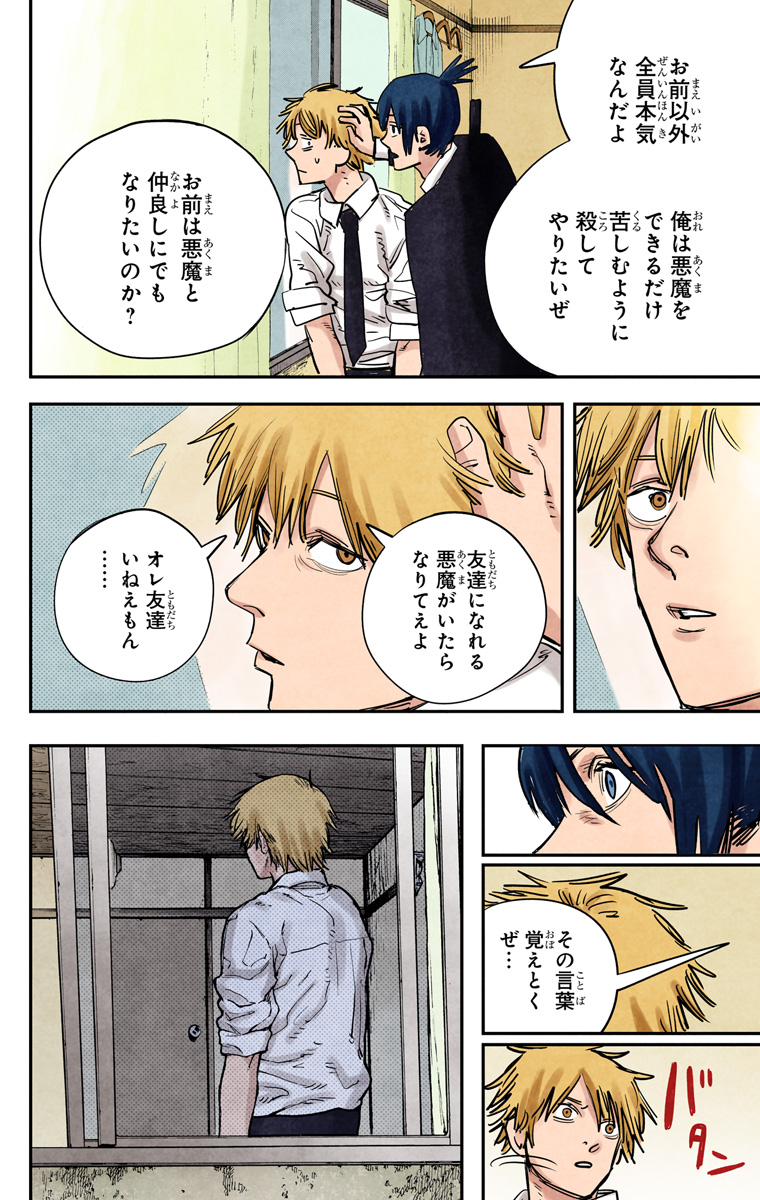 お前以外
全員本気
なんだよ
俺は悪魔を
できるだけ
苦しむように
殺して
やりたいぜ
お前は悪魔と
仲良しにでも
なりたいのか?
友達になれる
悪魔がいたら
なりてえよ
オレ友達
いねえもん
……
その言葉
覚えとく
ぜ…
バタン